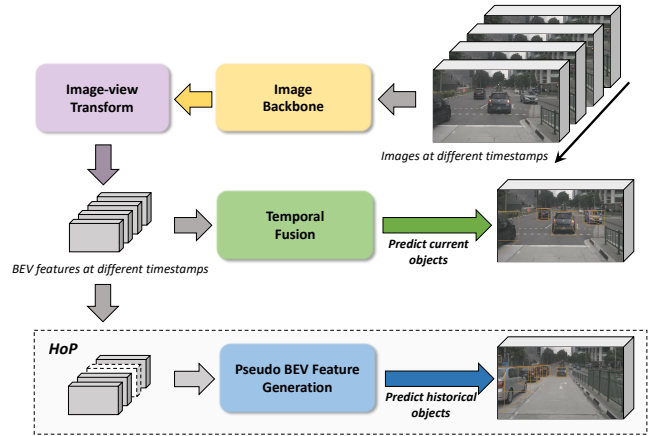 Image-view
Transform
Image
Backbone
Images at different timestamps
Temporal
Fusion
Predict current
objects
BEV features at different timestamps
HoP
Pseudo BEV Feature
Generation
Predict historical
objects